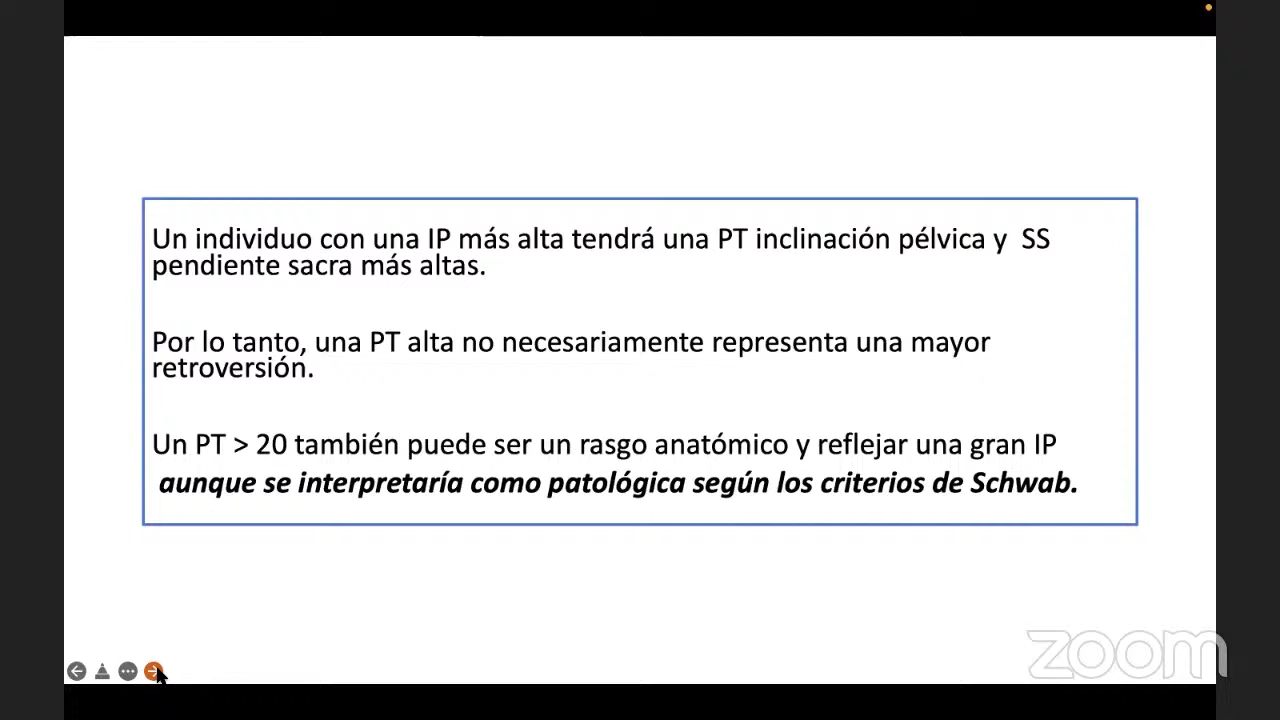 Un individuo con una IP más alta tendrá una PT inclinación pélvica y  SS
pendiente sacra más altas.
Por lo tanto, una PT alta no necesariamente representa una mayor
retroversión.
Un PT > 20 también puede ser un rasgo anatómico y reflejar una gran IP
aunque se interpretaría como patológica según los criterios de Schwab.
zoom